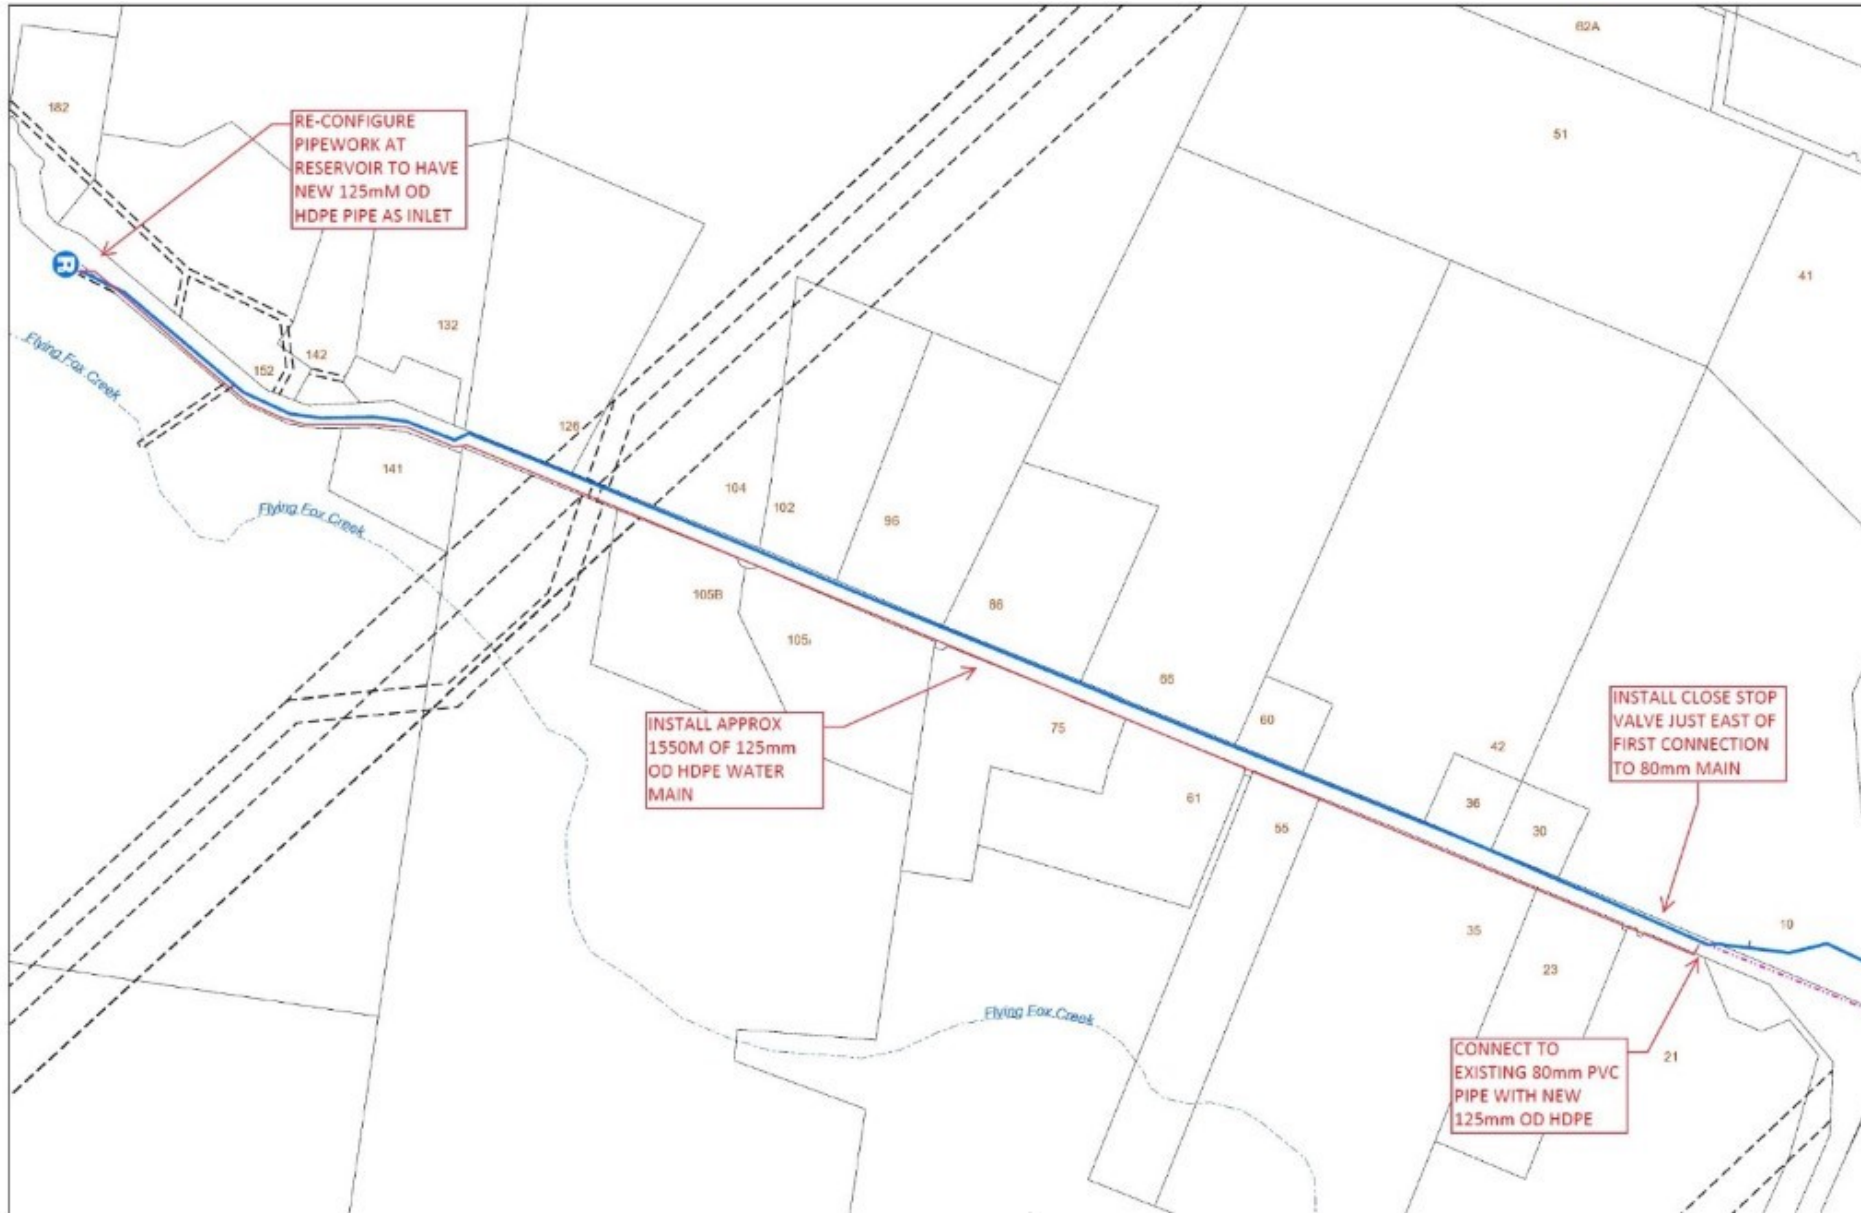 62A
182
RE-CONFIGURE
PIPEWORK AT
RESERVOIR TO HAVE
NEW 125mM OD
HDPE PIPE AS INLET
51
R
41
132
Flying Fox Creek
142
152
126
141
104
102
96
Flying Fox Creek
105B
86
105
66
INSTALL APPROX
1550M OF 125mm
OD HDPE WATER
MAIN
75
60
42
INSTALL CLOSE STOP
VALVE JUST EAST OF
FIRST CONNECTION
TO 80mm MAIN
61
55
36
30
10
35
23
Flying Fox Creek
CONNECT TO
EXISTING 80mm PVC
PIPE WITH NEW
125mm OD HDPE
21